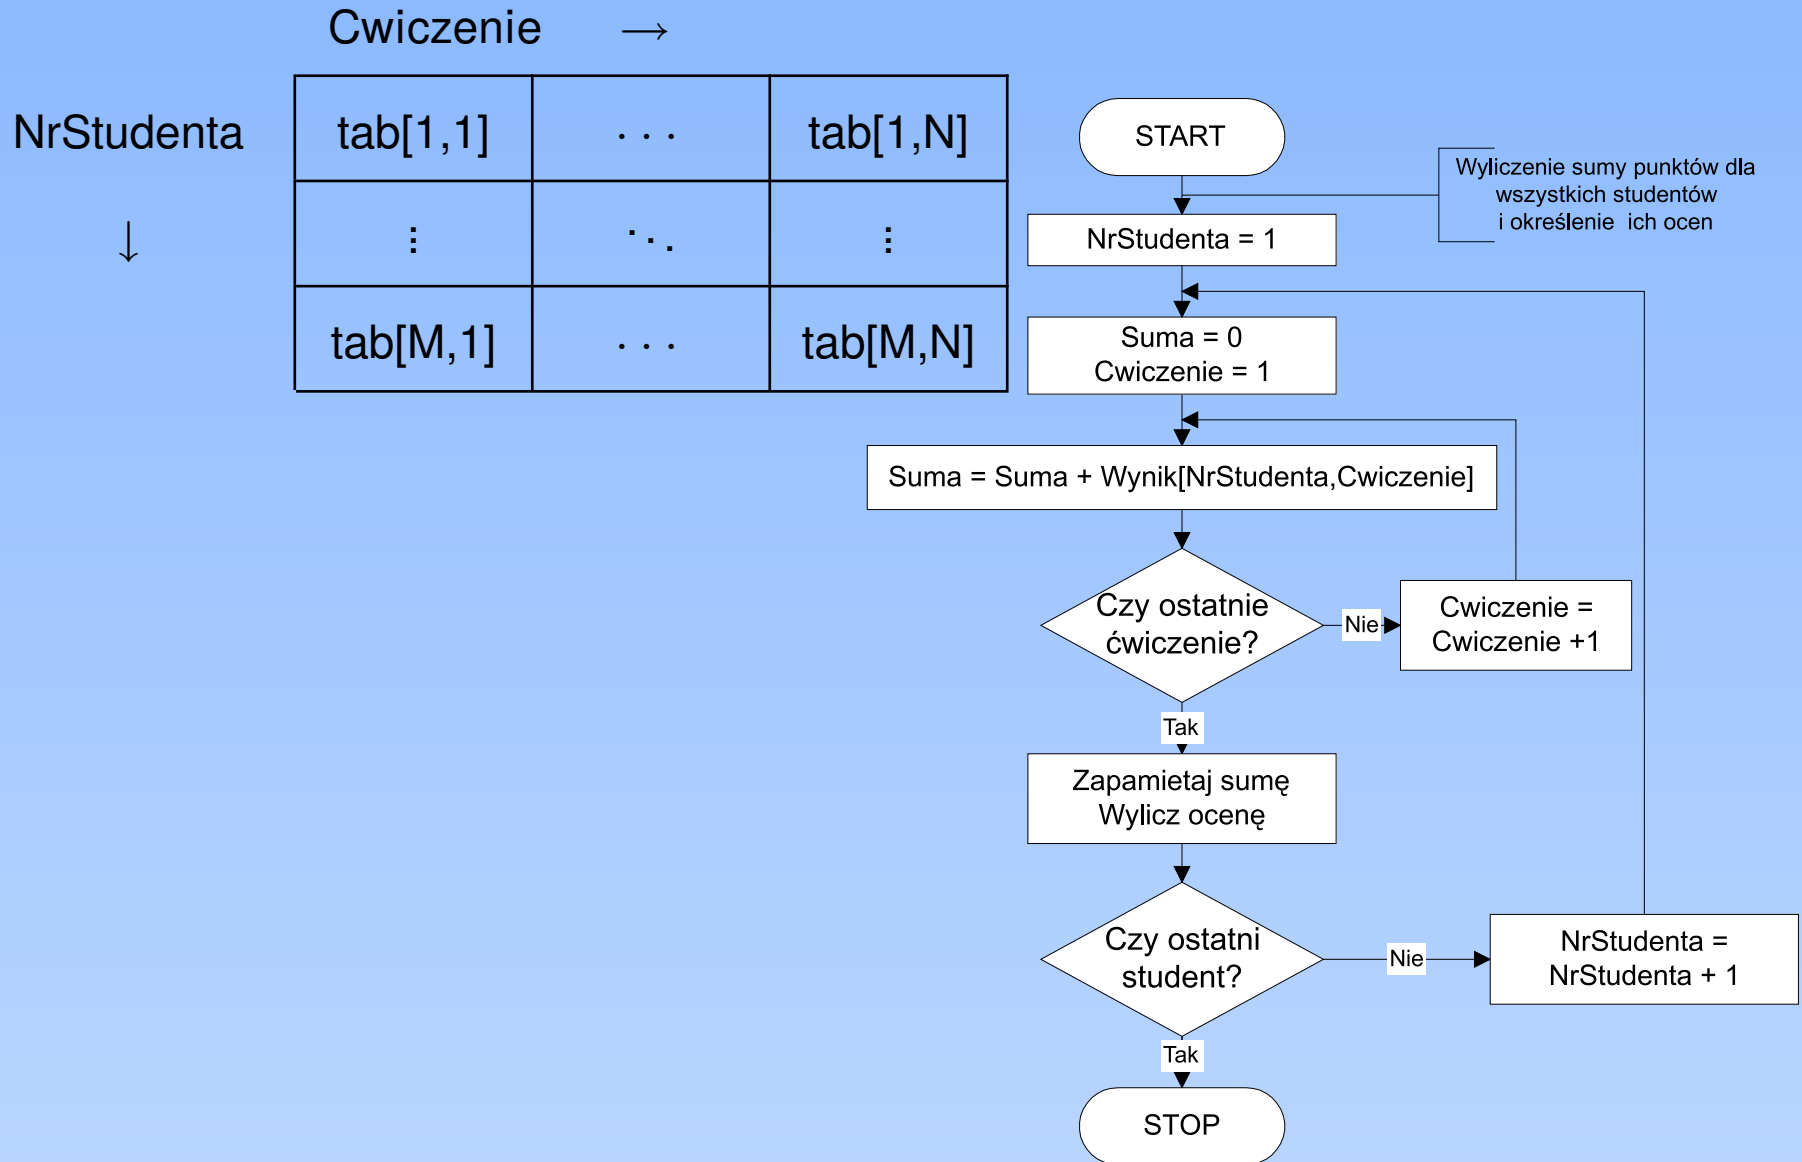 Cwiczenie →
NrStudenta
↓
tab[1,1] · · · tab[1,N]
⋮ ⋱ ⋮
tab[M,1] · · · tab[M,N]
START
Wyliczenie sumy punktów dla
wszystkich studentów
i określenie ich ocen
NrStudenta = 1
Suma = 0
Cwiczenie = 1
Suma = Suma + Wynik[NrStudenta,Cwiczenie]
Czy ostatnie
ćwiczenie?
Nie
Cwiczenie =
Cwiczenie +1
Tak
Zapamietaj sumę
Wylicz ocenę
Czy ostatni
student?
Nie
NrStudenta =
NrStudenta + 1
Tak
STOP